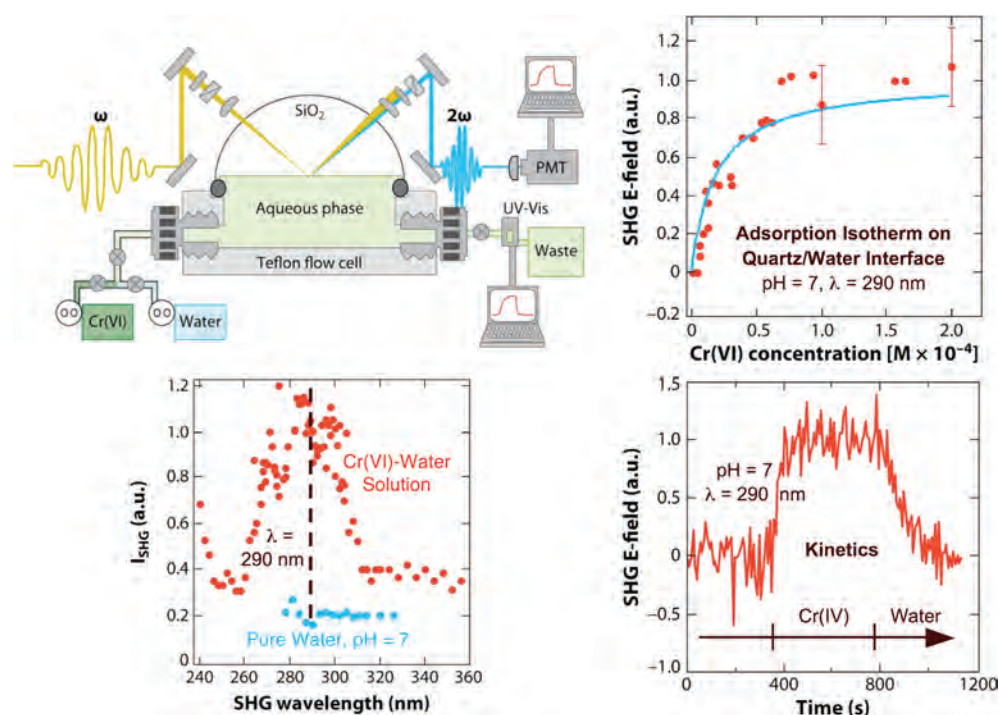 ω
SiO₂
2ω
PMT
Aqueous phase
UV-Vis
Waste
Teflon flow cell
Cr(VI)
Water
SHG E-field (a.u.)
1.2
1.0
0.8
0.6
0.4
0.2
0
−0.2
Adsorption Isotherm on
Quartz/Water Interface
pH = 7, λ = 290 nm
0 0.5 1.0 1.5 2.0
Cr(VI) concentration [M × 10⁻⁴]
I_SHG (a.u.)
1.2
1.0
0.8
0.6
0.4
0.2
0
Cr(VI)-Water
Solution
λ =
290 nm
Pure Water, pH = 7
240 260 280 300 320 340 360
SHG wavelength (nm)
SHG E-field (a.u.)
1.5
1.0
0.5
0
−0.5
−1.0
pH = 7
λ = 290 nm
Kinetics
Cr(IV) Water
0 400 800 1200
Time (s)